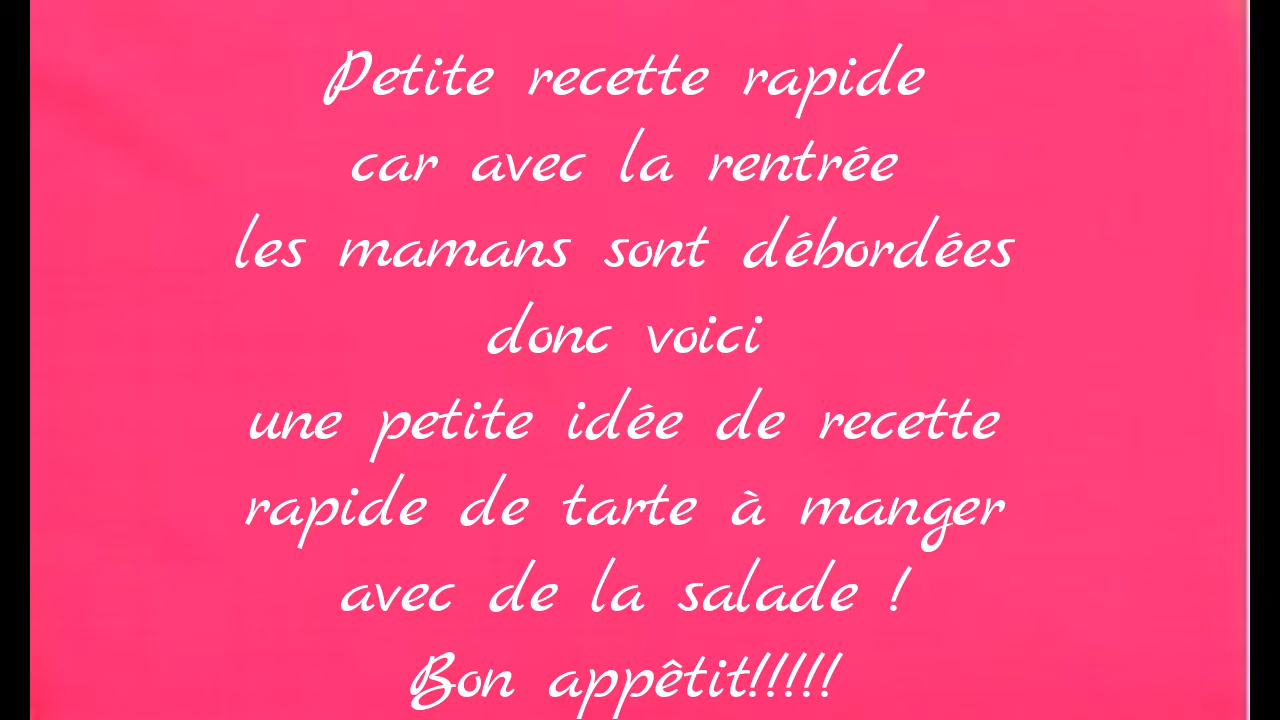 Petite recette rapide
car avec la rentrée
les mamans sont débordées
donc voici
une petite idée de recette
rapide de tarte à manger
avec de la salade !
Bon appêtit!!!!!